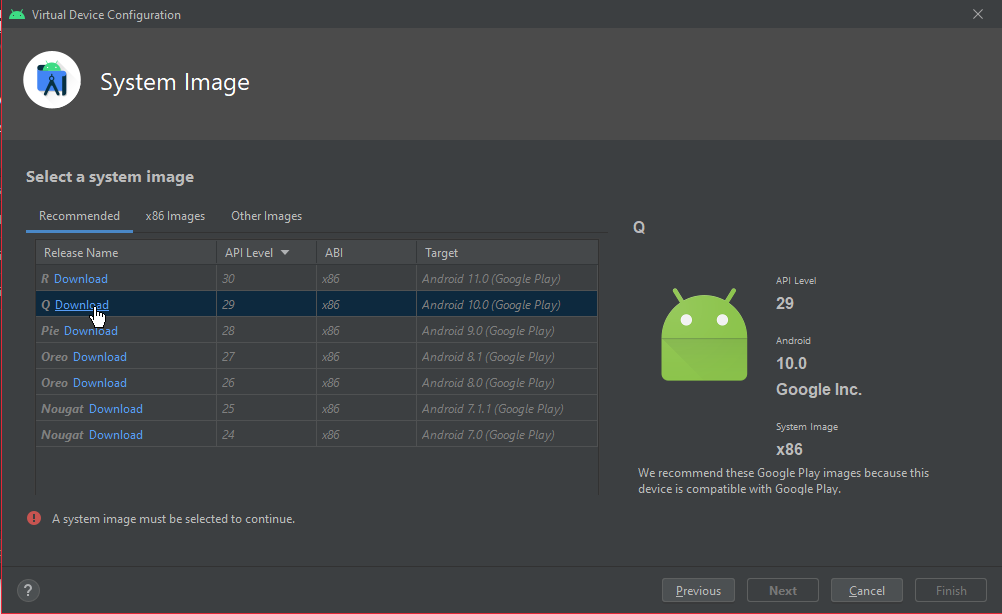 Virtual Device Configuration
System Image
Select a system image
Recommended x86 Images Other Images
Release Name API Level ABI Target
R Download 30 x86 Android 11.0 (Google Play)
Q Download 29 x86 Android 10.0 (Google Play)
Pie Download 28 x86 Android 9.0 (Google Play)
Oreo Download 27 x86 Android 8.1 (Google Play)
Oreo Download 26 x86 Android 8.0 (Google Play)
Nougat Download 25 x86 Android 7.1.1 (Google Play)
Nougat Download 24 x86 Android 7.0 (Google Play)
Q
API Level
29
Android
10.0
Google Inc.
System Image
x86
We recommend these Google Play images because this
device is compatible with Google Play.
! A system image must be selected to continue.
? Previous Next Cancel Finish